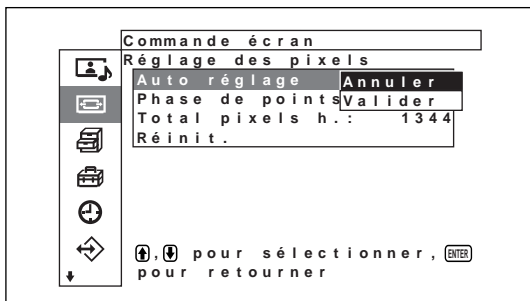 Commande écran
Réglage des pixels
Auto réglage Annuler
Phase de points Valider
Total pixels h.: 1344
Réinit.
, pour sélectionner, ENTER
pour retourner